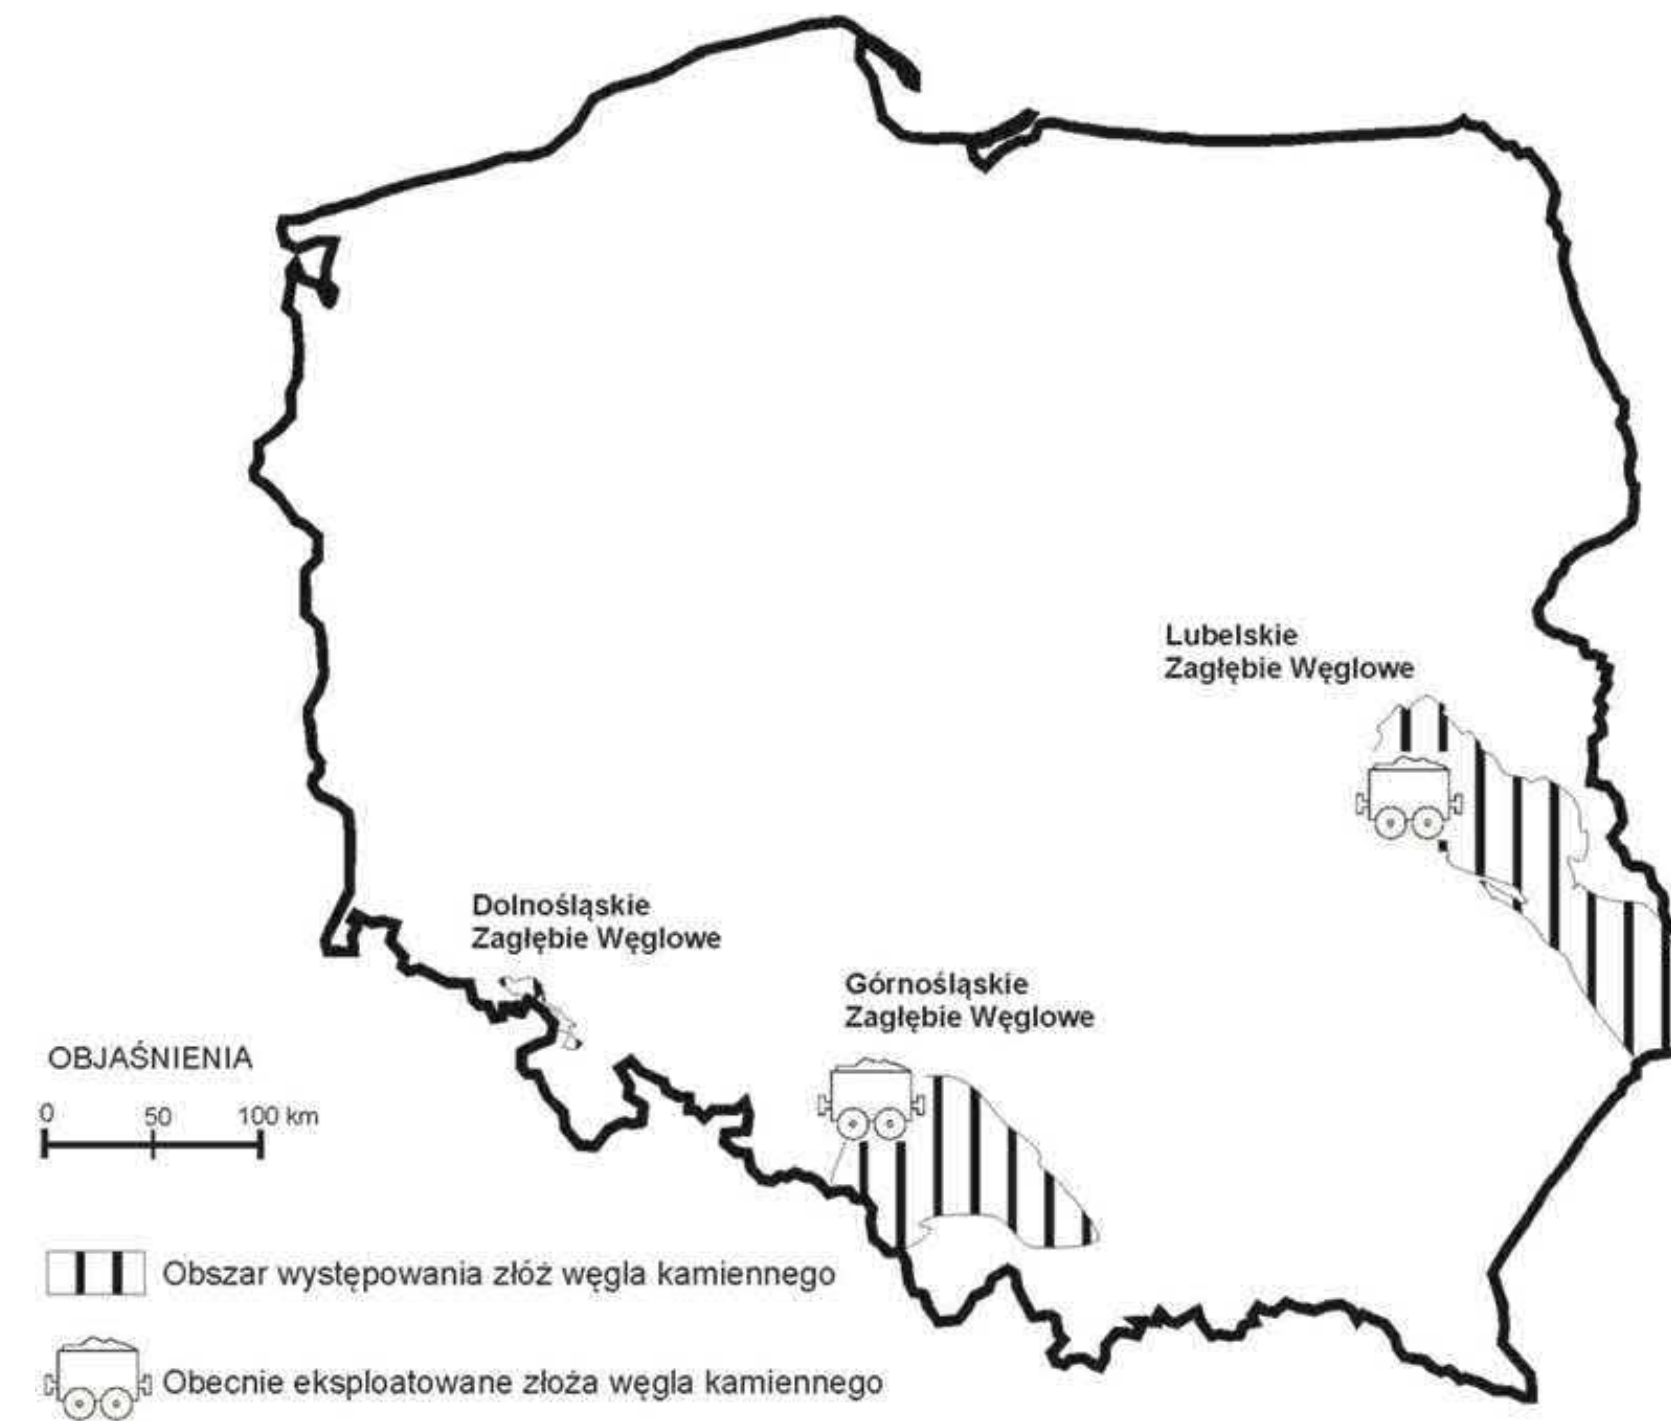 Lubelskie
Zagłębie Węglowe
Dolnośląskie
Zagłębie Węglowe
Górnośląskie
Zagłębie Węglowe
OBJAŚNIENIA
0 50 100 km
Obszar występowania złóż węgla kamiennego
Obecnie eksploatowane złoża węgla kamiennego